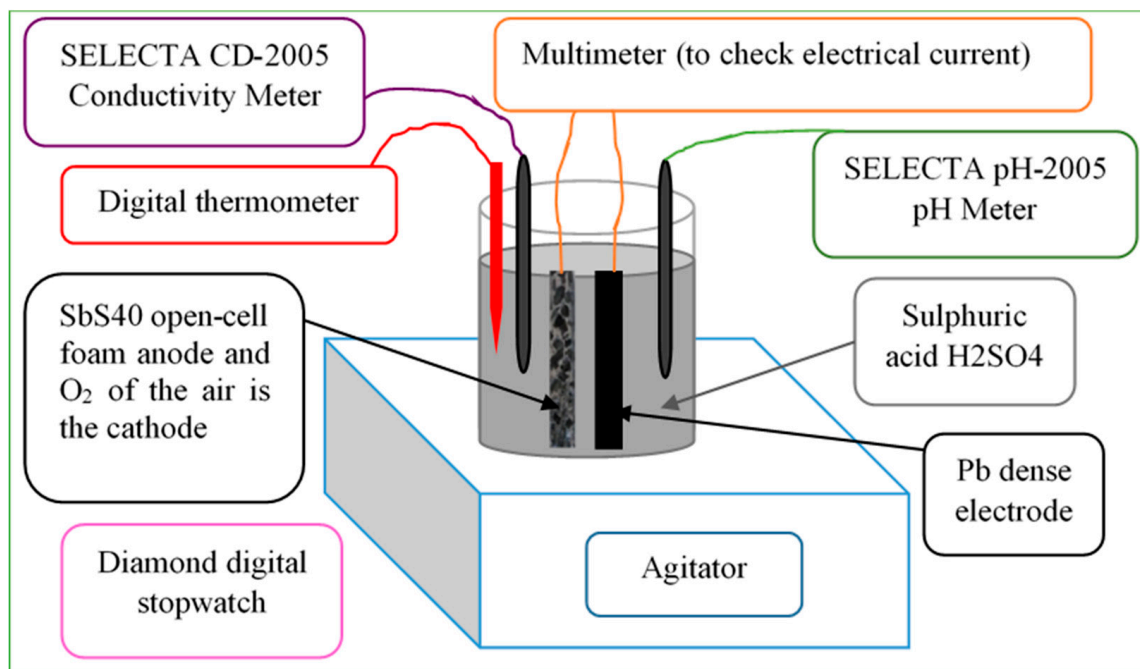 SELECTA CD-2005
Conductivity Meter
Multimeter (to check electrical current)
Digital thermometer
SELECTA pH-2005
pH Meter
SbS40 open-cell
foam anode and
O₂ of the air is
the cathode
Sulphuric
acid H2SO4
Pb dense
electrode
Diamond digital
stopwatch
Agitator